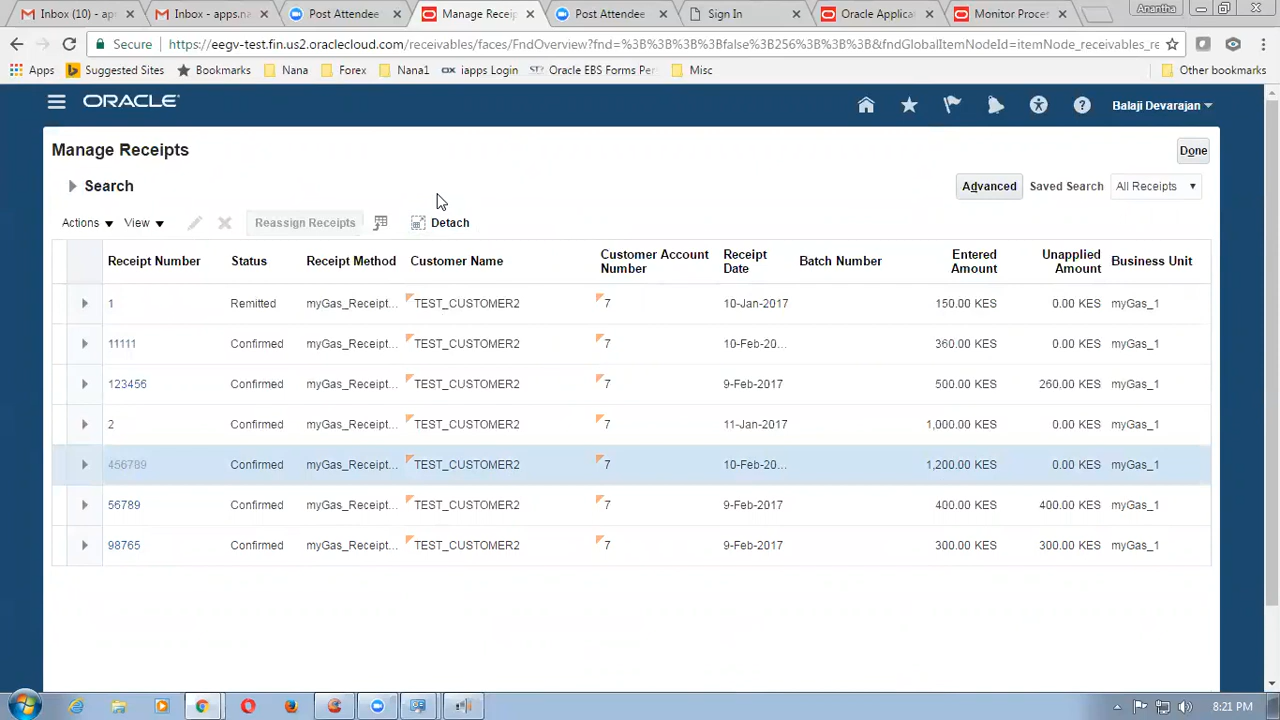 Inbox (10) - aps
Inbox - apps.na
Post Attendee
Manage Receip
Post Attendee
Sign In
Oracle Applica
Monitor Proce
Anantha
Secure https://eegv-test.fin.us2.oraclecloud.com/receivables/faces/FndOverview?fnd=%3B%3B%3B%3Bfalse%3B256%3B%3B%3B&fndGlobalItemNodeId=itemNode_receivables_re
Apps Suggested Sites Bookmarks Nana Forex Nana1 iapps Login Oracle EBS Forms Per Misc Other bookmarks
ORACLE
Balaji Devarajan
Manage Receipts
Done
Search
Advanced Saved Search All Receipts
Actions View Reassign Receipts Detach
Receipt Number Status Receipt Method Customer Name Customer Account Number Receipt Date Batch Number Entered Amount Unapplied Amount Business Unit
1 Remitted myGas_Receipt... TEST_CUSTOMER2 7 10-Jan-2017 150.00 KES 0.00 KES myGas_1
11111 Confirmed myGas_Receipt... TEST_CUSTOMER2 7 10-Feb-20... 360.00 KES 0.00 KES myGas_1
123456 Confirmed myGas_Receipt... TEST_CUSTOMER2 7 9-Feb-2017 500.00 KES 260.00 KES myGas_1
2 Confirmed myGas_Receipt... TEST_CUSTOMER2 7 11-Jan-2017 1,000.00 KES 0.00 KES myGas_1
456789 Confirmed myGas_Receipt... TEST_CUSTOMER2 7 10-Feb-20... 1,200.00 KES 0.00 KES myGas_1
56789 Confirmed myGas_Receipt... TEST_CUSTOMER2 7 9-Feb-2017 400.00 KES 400.00 KES myGas_1
98765 Confirmed myGas_Receipt... TEST_CUSTOMER2 7 9-Feb-2017 300.00 KES 300.00 KES myGas_1
8:21 PM